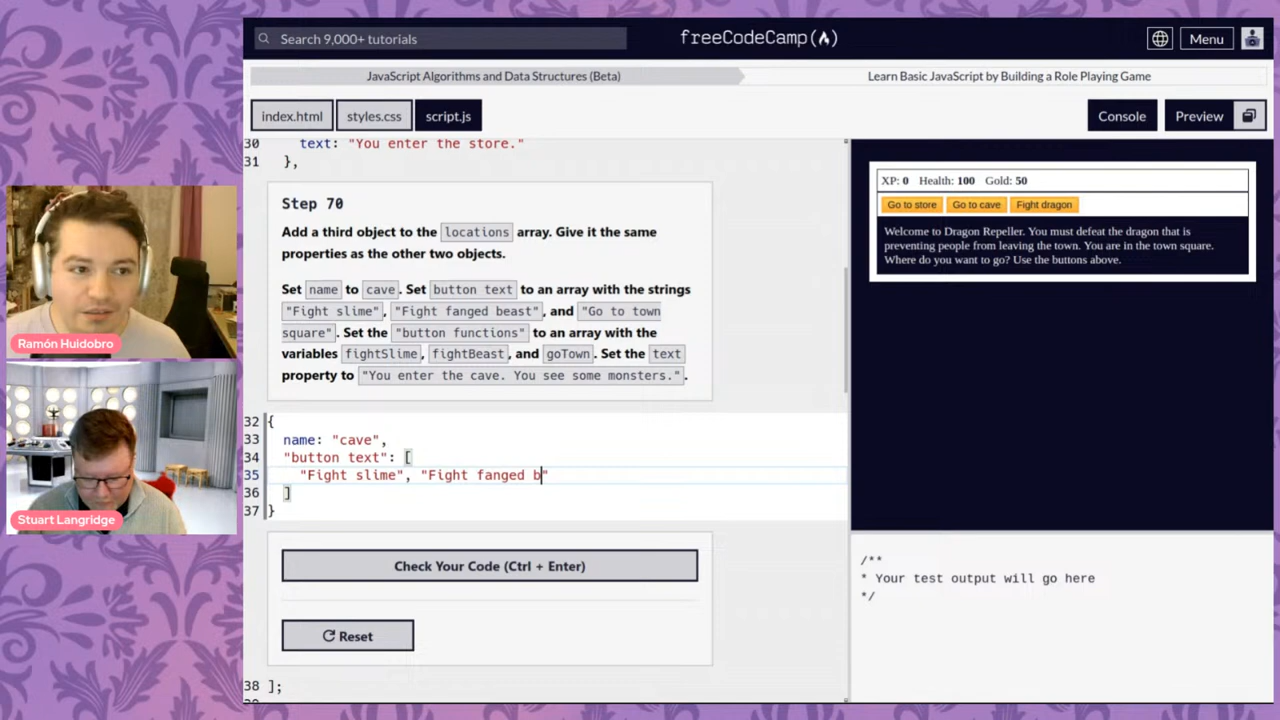 Search 9,000+ tutorials
freeCodeCamp
Menu
JavaScript Algorithms and Data Structures (Beta)
Learn Basic JavaScript by Building a Role Playing Game
index.html
styles.css
script.js
Console
Preview
30 text: "You enter the store."
31 },
Step 70
Add a third object to the locations array. Give it the same
properties as the other two objects.
Set name to cave. Set button text to an array with the strings
"Fight slime", "Fight fanged beast", and "Go to town
square". Set the "button functions" to an array with the
variables fightSlime, fightBeast, and goTown. Set the text
property to "You enter the cave. You see some monsters.".
32 {
33 name: "cave",
34 "button text": [
35 "Fight slime", "Fight fanged b"
36 ]
37 }
Check Your Code (Ctrl + Enter)
Reset
38 ];
XP: 0 Health: 100 Gold: 50
Go to store
Go to cave
Fight dragon
Welcome to Dragon Repeller. You must defeat the dragon that is
preventing people from leaving the town. You are in the town square.
Where do you want to go? Use the buttons above.
/**
* Your test output will go here
*/
Ramón Huidobro
Stuart Langridge